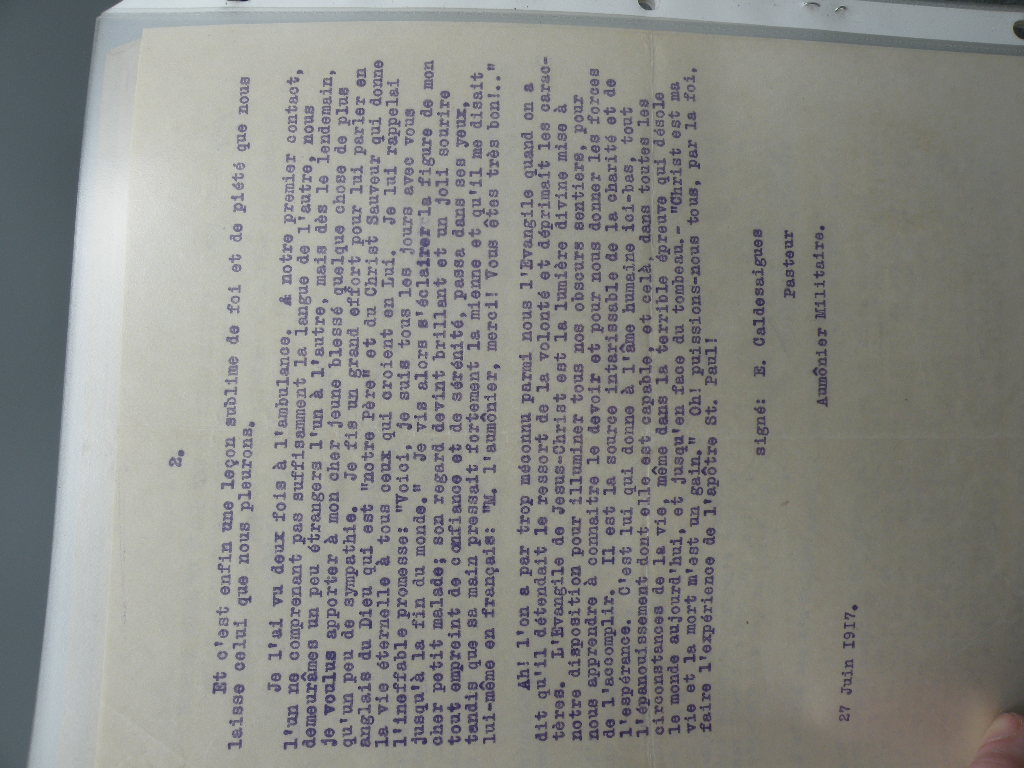 2.
Et c'est enfin une leçon sublime de foi et de piété que nous
laisse celui que nous pleurons.
Je l'ai vu deux fois à l'ambulance. A notre premier contact,
l'un ne comprenant pas suffisamment la langue de l'autre, nous
demeurâmes un peu étrangers l'un à l'autre, mais dès le lendemain,
je voulus apporter à mon cher jeune blessé quelque chose de plus
qu'un peu de sympathie. Je fis un grand effort pour lui parler en
anglais du Dieu qui est "notre Père" et du Christ Sauveur qui donne
la vie éternelle à tous ceux qui croient en Lui. Je lui rappelai
l'ineffable promesse: "Voici, je suis tous les jours avec vous
jusqu'à la fin du monde." Je vis alors s'éclairer la figure de mon
cher petit malade; son regard devint brillant et un joli sourire
tout empreint de confiance et de sérénité, passa dans ses yeux,
tandis que sa main pressait fortement la mienne et qu'il me disait
lui-même en français: "M. l'aumônier, merci! Vous êtes très bon!.."
Ah! l'on a par trop méconnu parmi nous l'Evangile quand on a
dit qu'il détendait le ressort de la volonté et déprimait les carac-
tères. L'Evangile de Jesus-Christ est la lumière divine mise à
notre disposition pour illuminer tous nos obscurs sentiers, pour
nous apprendre à connaitre le devoir et pour nous donner les forces
de l'accomplir. Il est la source intarissable de la charité et de
l'espérance. C'est lui qui donne à l'âme humaine ici-bas, tout
l'épanouissement dont elle est capable, et celà, dans toutes les
circonstances de la vie, même dans la terrible épreuve qui désole
le monde aujourd'hui, et jusqu'en face du tombeau.- "Christ est ma
vie et la mort m'est un gain." Oh! puissions-nous tous, par la foi,
faire l'expérience de l'apôtre St. Paul!
signé: E. Caldesaigues
Pasteur
Aumônier Militaire.
27 Juin I9I7.